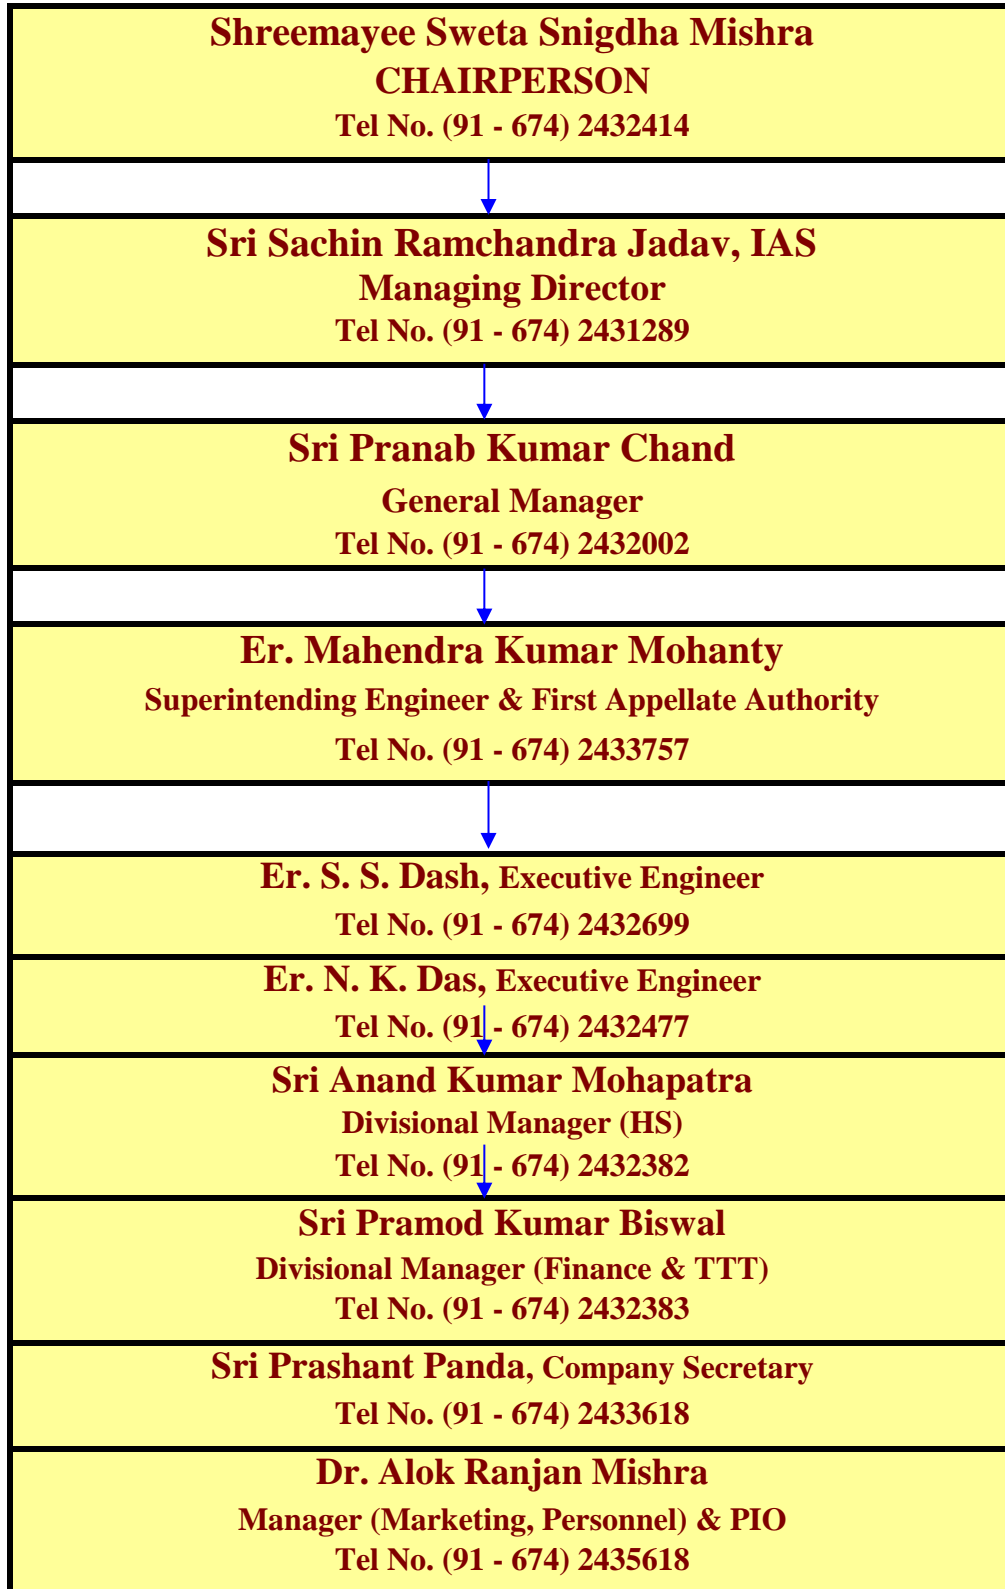 Shreemayee Sweta Snigdha Mishra
CHAIRPERSON
Tel No. (91 - 674) 2432414
Sri Sachin Ramchandra Jadav, IAS
Managing Director
Tel No. (91 - 674) 2431289
Sri Pranab Kumar Chand
General Manager
Tel No. (91 - 674) 2432002
Er. Mahendra Kumar Mohanty
Superintending Engineer & First Appellate Authority
Tel No. (91 - 674) 2433757
Er. S. S. Dash, Executive Engineer
Tel No. (91 - 674) 2432699
Er. N. K. Das, Executive Engineer
Tel No. (91 - 674) 2432477
Sri Anand Kumar Mohapatra
Divisional Manager (HS)
Tel No. (91 - 674) 2432382
Sri Pramod Kumar Biswal
Divisional Manager (Finance & TTT)
Tel No. (91 - 674) 2432383
Sri Prashant Panda, Company Secretary
Tel No. (91 - 674) 2433618
Dr. Alok Ranjan Mishra
Manager (Marketing, Personnel) & PIO
Tel No. (91 - 674) 2435618